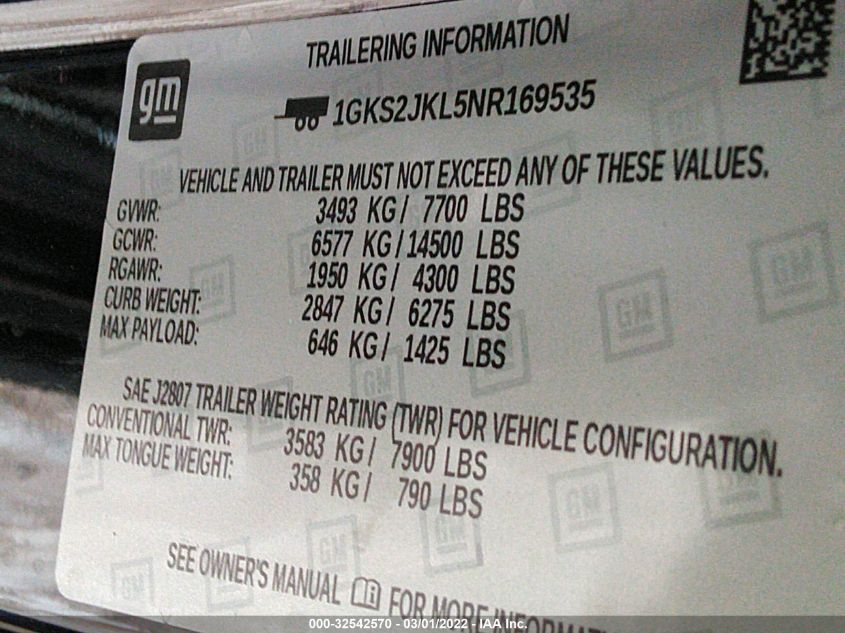 TRAILERING INFORMATION
gm
1GKS2JKL5NR169535
VEHICLE AND TRAILER MUST NOT EXCEED ANY OF THESE VALUES.
GVWR: 3493 KG/ 7700 LBS
GCWR: 6577 KG/14500 LBS
RGAWR: 1950 KG/ 4300 LBS
CURB WEIGHT: 2847 KG/ 6275 LBS
MAX PAYLOAD: 646 KG/ 1425 LBS
SAE J2807 TRAILER WEIGHT RATING (TWR) FOR VEHICLE CONFIGURATION.
CONVENTIONAL TWR: 3583 KG/ 7900 LBS
MAX TONGUE WEIGHT: 358 KG/ 790 LBS
SEE OWNER'S MANUAL FOR MORE
000-32542570 - 03/01/2022 - IAA Inc.